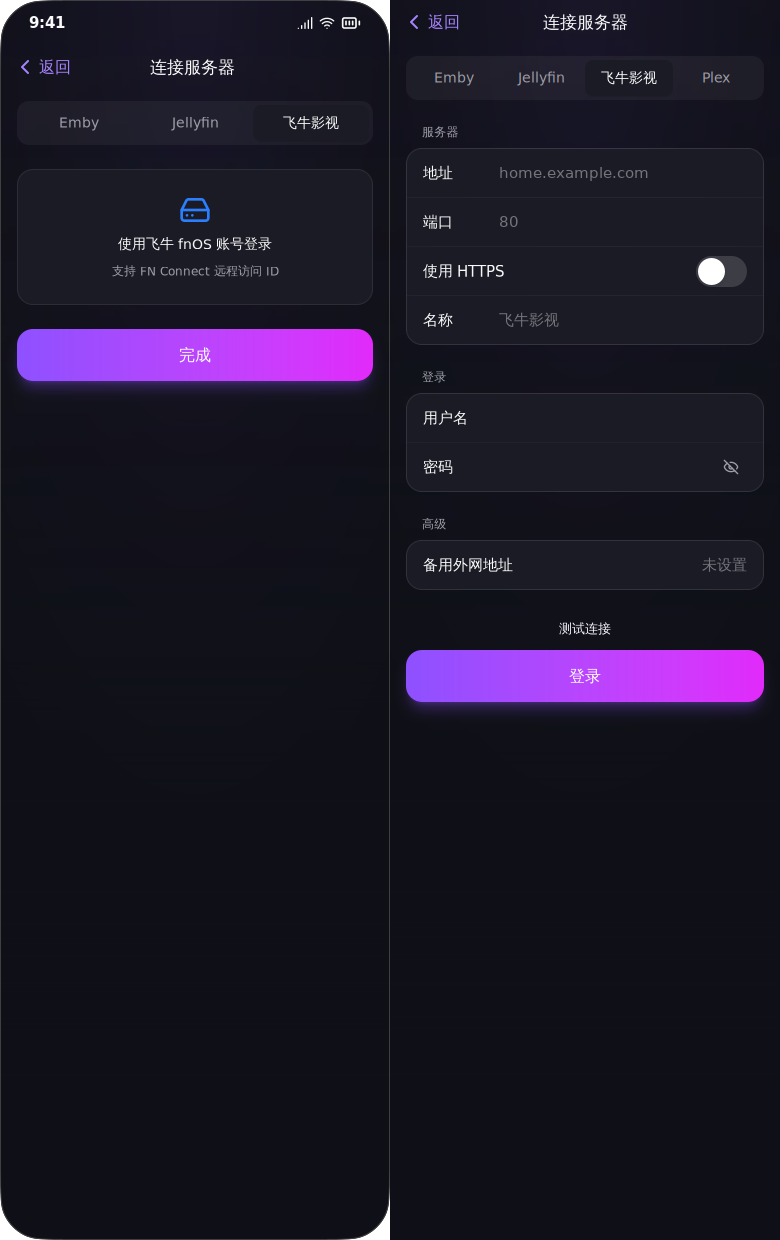 9:41
返回
连接服务器
Emby
Jellyfin
飞牛影视
使用飞牛 fnOS 账号登录
支持 FN Connect 远程访问 ID
完成
返回
连接服务器
Emby
Jellyfin
飞牛影视
Plex
服务器
地址 home.example.com
端口 80
使用 HTTPS
名称 飞牛影视
登录
用户名
密码
高级
备用外网地址 未设置
测试连接
登录